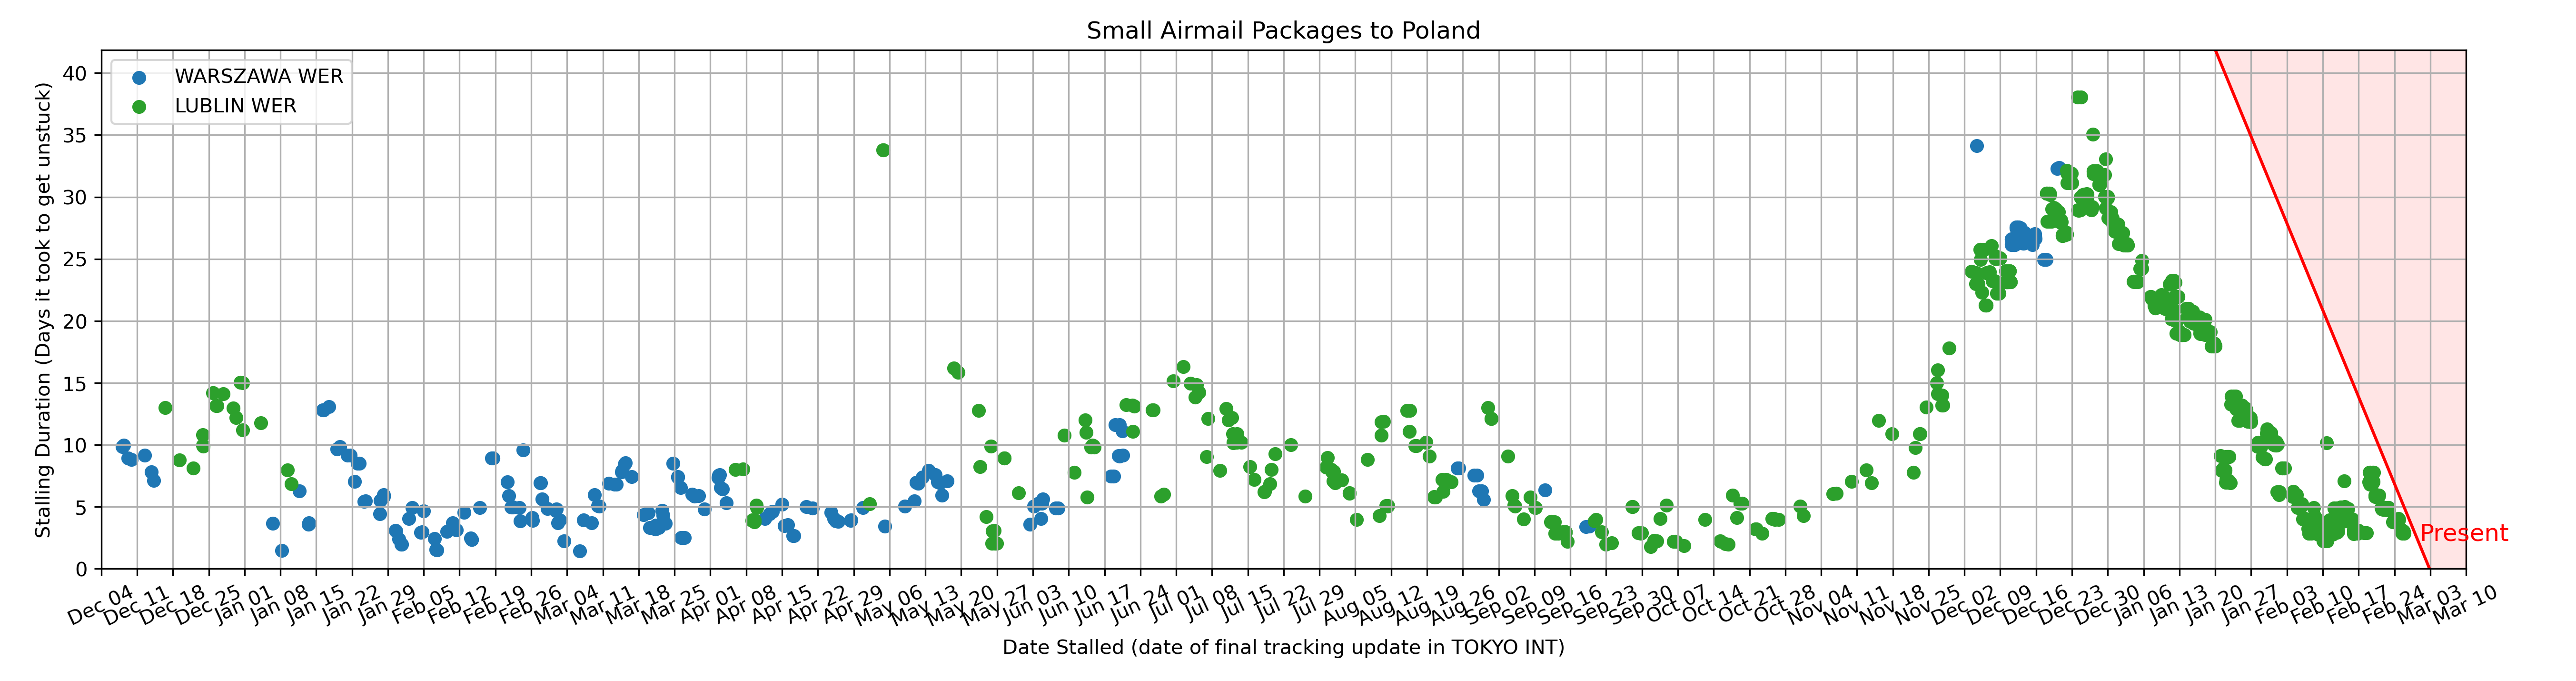 Small Airmail Packages to Poland
WARSZAWA WER
LUBLIN WER
Stalling Duration (Days it took to get unstuck)
40
35
30
25
20
15
10
5
0
Present
Dec 04
Dec 11
Dec 18
Dec 25
Jan 01
Jan 08
Jan 15
Jan 22
Jan 29
Feb 05
Feb 12
Feb 19
Feb 26
Mar 04
Mar 11
Mar 18
Mar 25
Apr 01
Apr 08
Apr 15
Apr 22
Apr 29
May 06
May 13
May 20
May 27
Jun 03
Jun 10
Jun 17
Jun 24
Jul 01
Jul 08
Jul 15
Jul 22
Jul 29
Aug 05
Aug 12
Aug 19
Aug 26
Sep 02
Sep 09
Sep 16
Sep 23
Sep 30
Oct 07
Oct 14
Oct 21
Oct 28
Nov 04
Nov 11
Nov 18
Nov 25
Dec 02
Dec 09
Dec 16
Dec 23
Dec 30
Jan 06
Jan 13
Jan 20
Jan 27
Feb 03
Feb 10
Feb 17
Feb 24
Mar 03
Mar 10
Date Stalled (date of final tracking update in TOKYO INT)